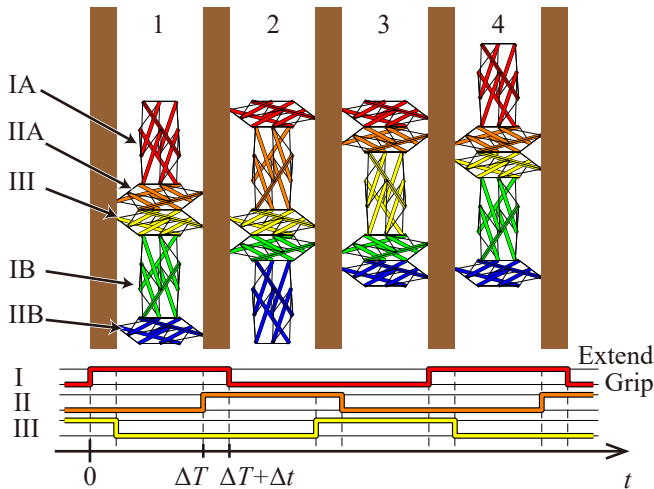 1 2 3 4
IA
IIA
III
IB
IIB
Extend
I Grip
II
III
0 ΔT ΔT+Δt t